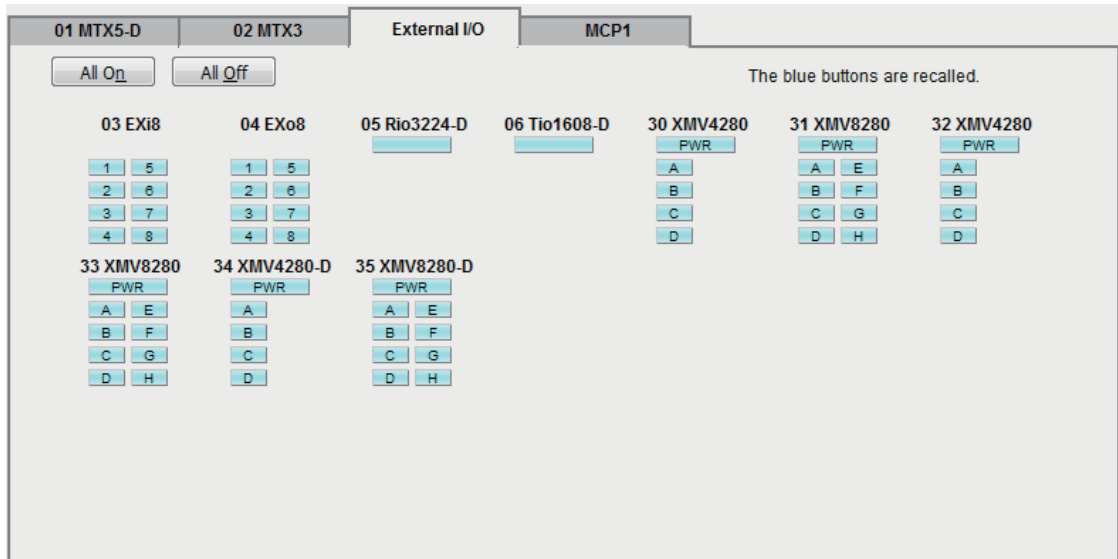 01 MTX5-D 02 MTX3 External I/O MCP1
All On All Off The blue buttons are recalled.
03 EXi8 04 EXo8 05 Rio3224-D 06 Tio1608-D 30 XMV4280 31 XMV8280 32 XMV4280
PWR PWR PWR
1 5 1 5 A A E A
2 6 2 6 B B F B
3 7 3 7 C C G C
4 8 4 8 D D H D
33 XMV8280 34 XMV4280-D 35 XMV8280-D
PWR PWR PWR
A E A A E
B F B B F
C G C C G
D H D D H